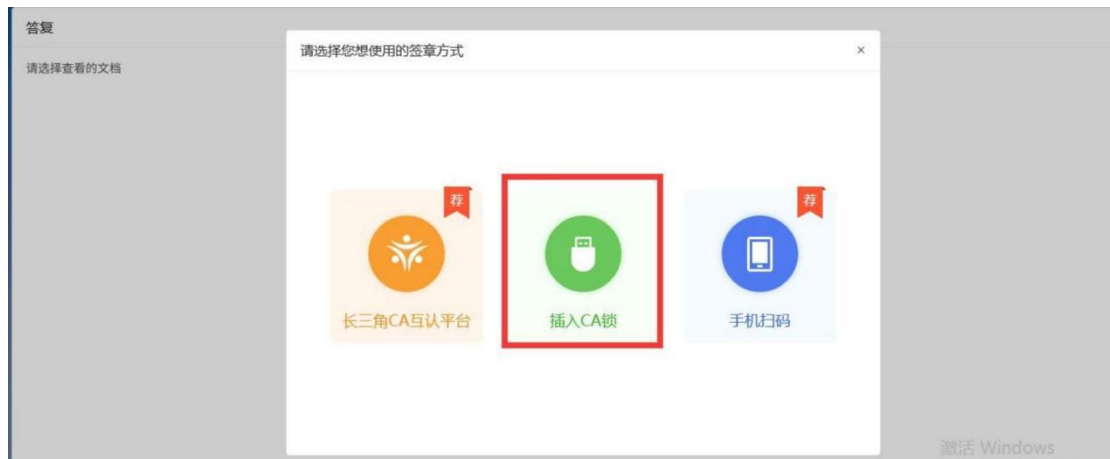 答复
请选择您想使用的签章方式 ×
请选择查看的文档
荐 荐
长三角CA互认平台 插入CA锁 手机扫码
激活 Windows